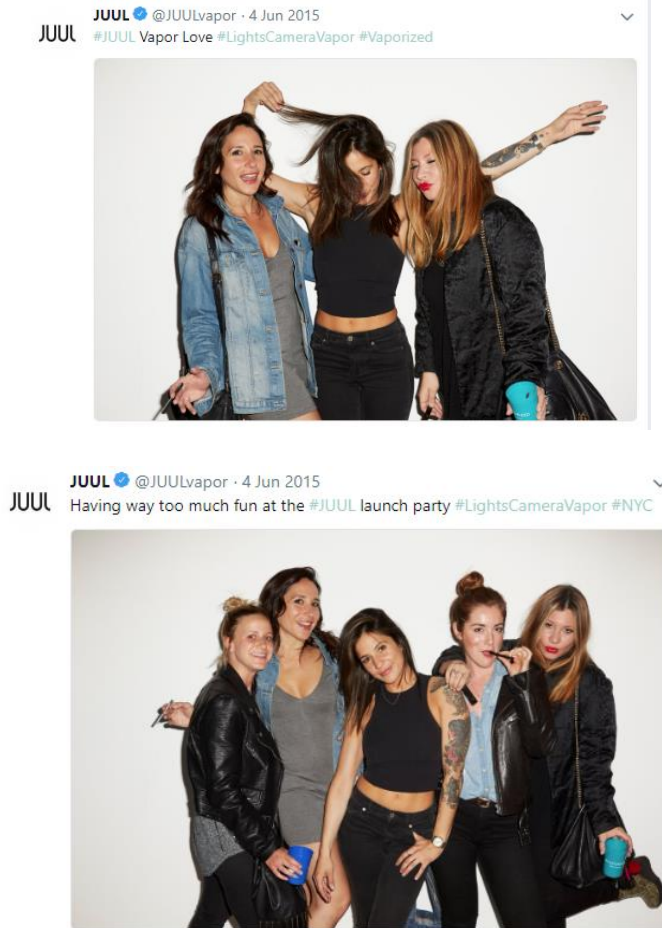 JUUL @JUULvapor · 4 Jun 2015
JUUL
#JUUL Vapor Love #LightsCameraVapor #Vaporized
JUUL @JUULvapor · 4 Jun 2015
JUUL
Having way too much fun at the #JUUL launch party #LightsCameraVapor #NYC